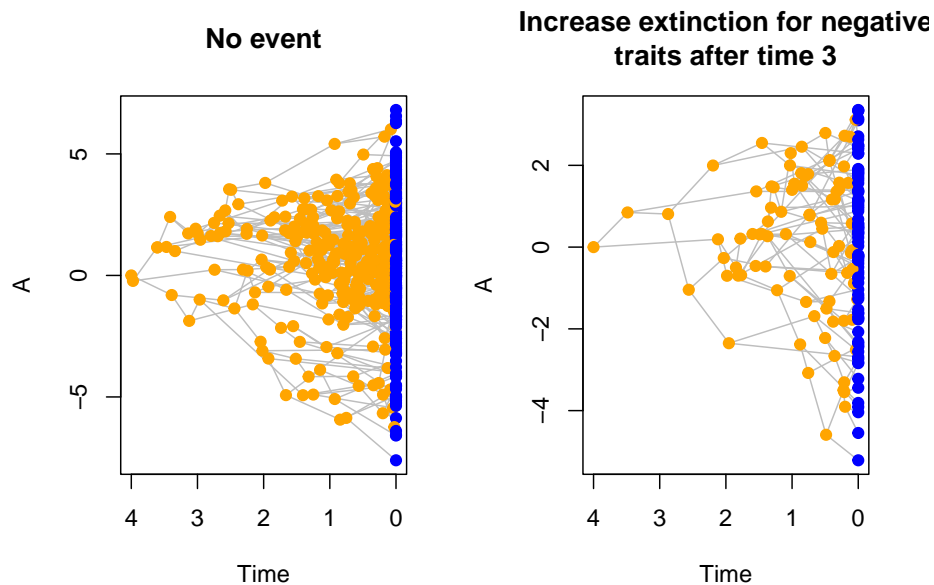 No event
5
0
−5
A
4 3 2 1 0
Time
Increase extinction for negative
traits after time 3
2
0
−2
−4
A
4 3 2 1 0
Time